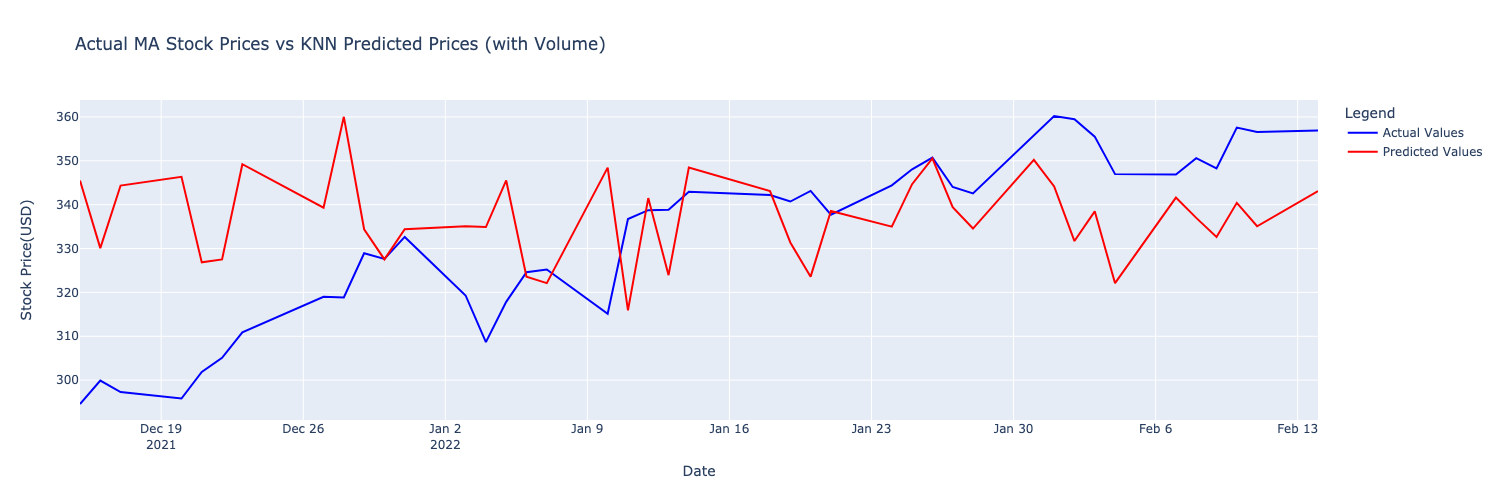 Actual MA Stock Prices vs KNN Predicted Prices (with Volume)
Legend
Actual Values
Predicted Values
Stock Price(USD)
360
350
340
330
320
310
300
Dec 19 Dec 26 Jan 2 Jan 9 Jan 16 Jan 23 Jan 30 Feb 6 Feb 13
2021 2022
Date